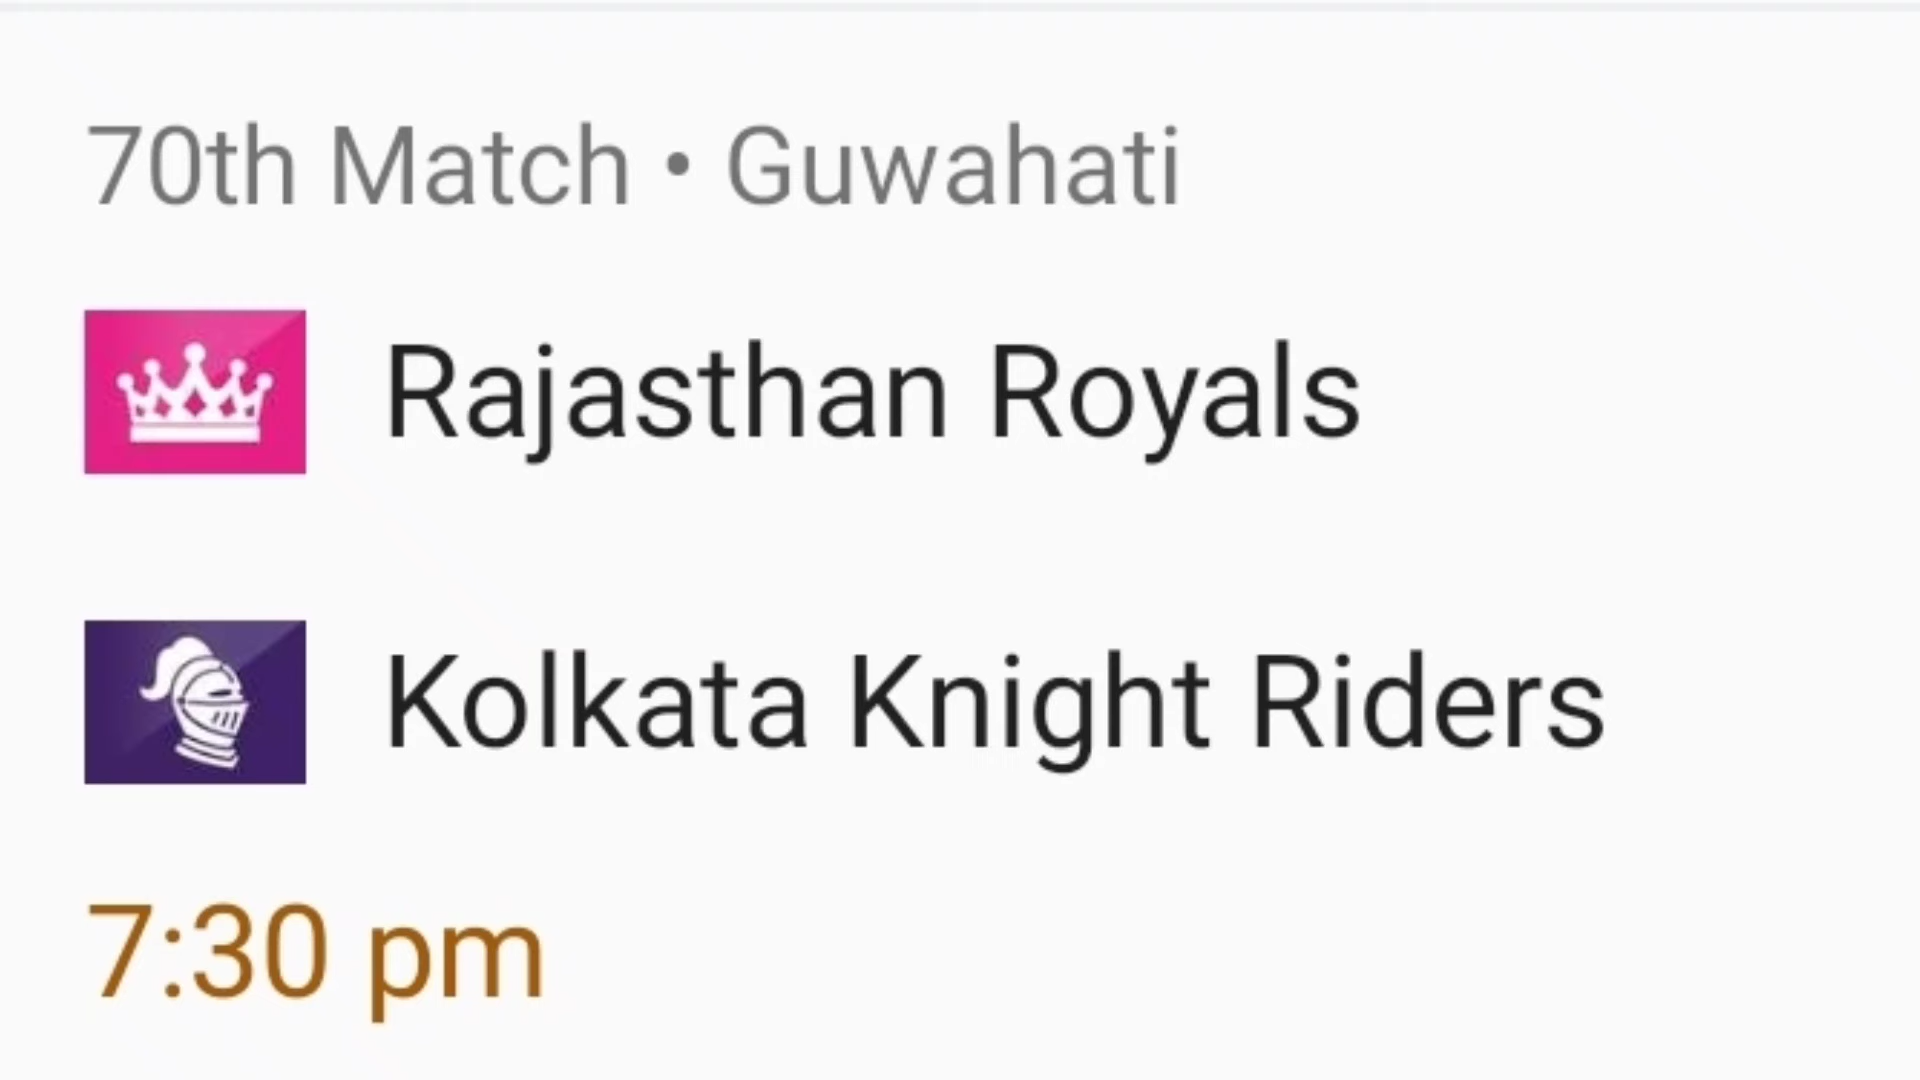 70th Match • Guwahati
Rajasthan Royals
Kolkata Knight Riders
7:30 pm